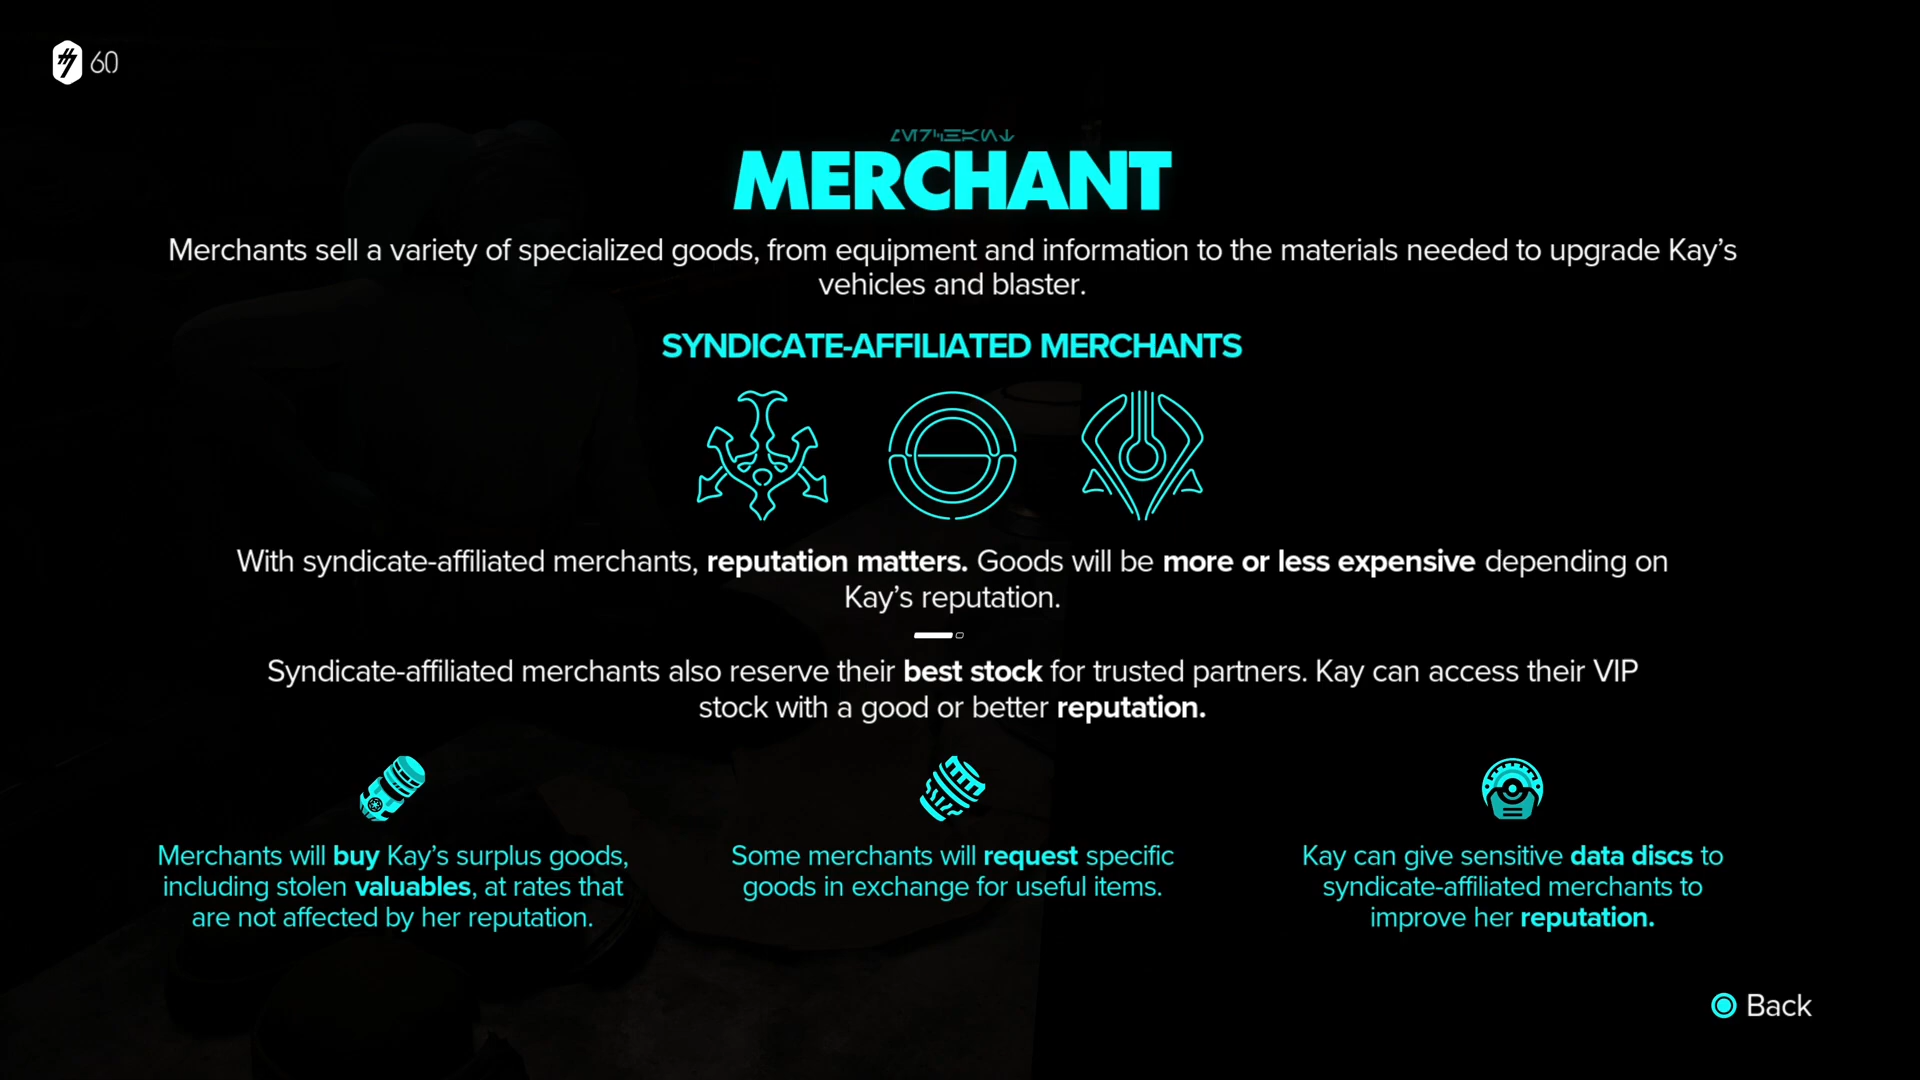 60
MERCHANT
Merchants sell a variety of specialized goods, from equipment and information to the materials needed to upgrade Kay’s
vehicles and blaster.
SYNDICATE-AFFILIATED MERCHANTS
With syndicate-affiliated merchants, reputation matters. Goods will be more or less expensive depending on
Kay’s reputation.
Syndicate-affiliated merchants also reserve their best stock for trusted partners. Kay can access their VIP
stock with a good or better reputation.
Merchants will buy Kay’s surplus goods,
including stolen valuables, at rates that
are not affected by her reputation.
Some merchants will request specific
goods in exchange for useful items.
Kay can give sensitive data discs to
syndicate-affiliated merchants to
improve her reputation.
Back